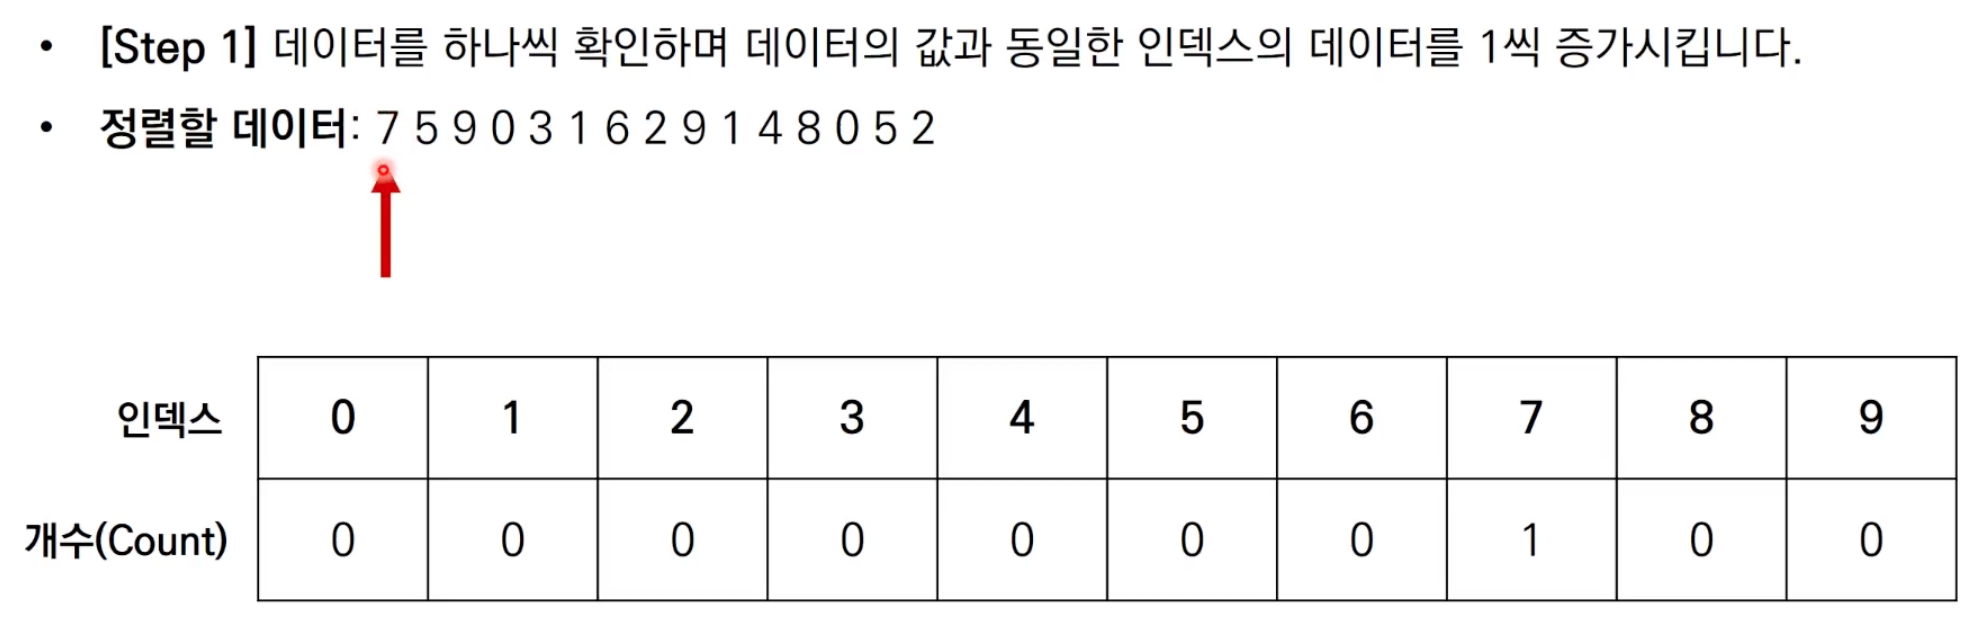 • [Step 1] 데이터를 하나씩 확인하며 데이터의 값과 동일한 인덱스의 데이터를 1씩 증가시킵니다.
• 정렬할 데이터: 7 5 9 0 3 1 6 2 9 1 4 8 0 5 2
인덱스 0 1 2 3 4 5 6 7 8 9
개수(Count) 0 0 0 0 0 0 0 1 0 0